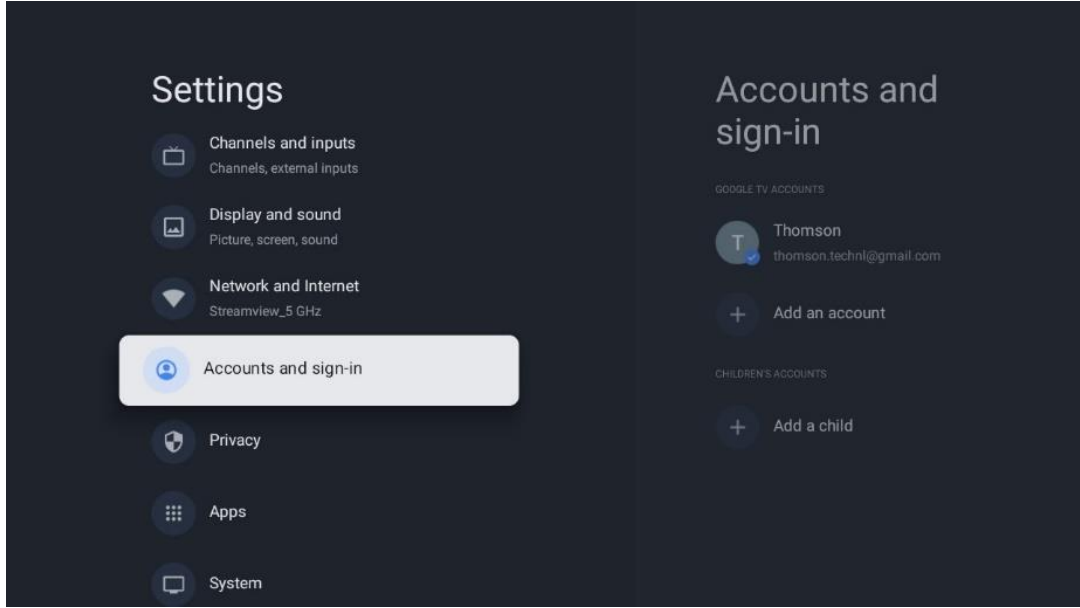 Settings
Channels and inputs
Channels, external inputs
Display and sound
Picture, screen, sound
Network and Internet
Streamview_5 GHz
Accounts and sign-in
Privacy
Apps
System
Accounts and
sign-in
GOOGLE TV ACCOUNTS
T
Thomson
thomson.technl@gmail.com
Add an account
CHILDREN'S ACCOUNTS
Add a child